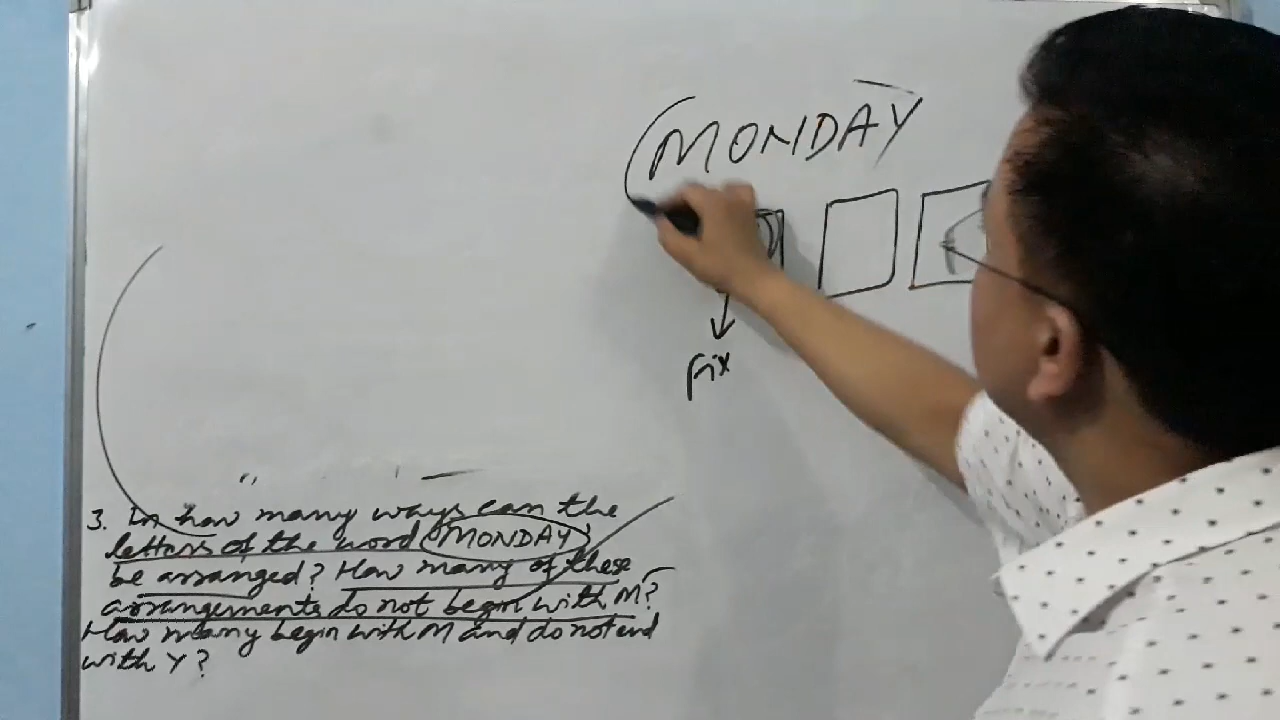 MONDAY
Fix
3. In how many ways can the
letters of the word MONDAY
be arranged? How many of these
arrangements do not begin with M?
How many begin with M and do not end
with Y?